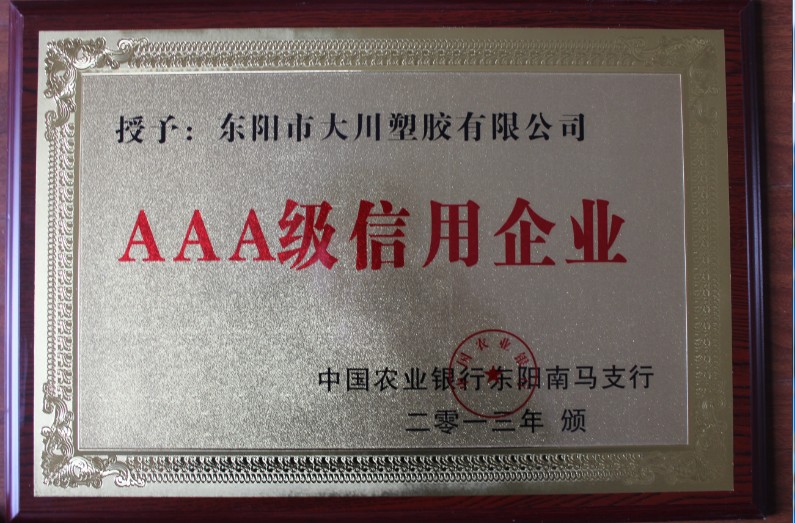 授予：东阳市大川塑胶有限公司
AAA级信用企业
中国农业银行东阳南马支行
二零一三年 颁